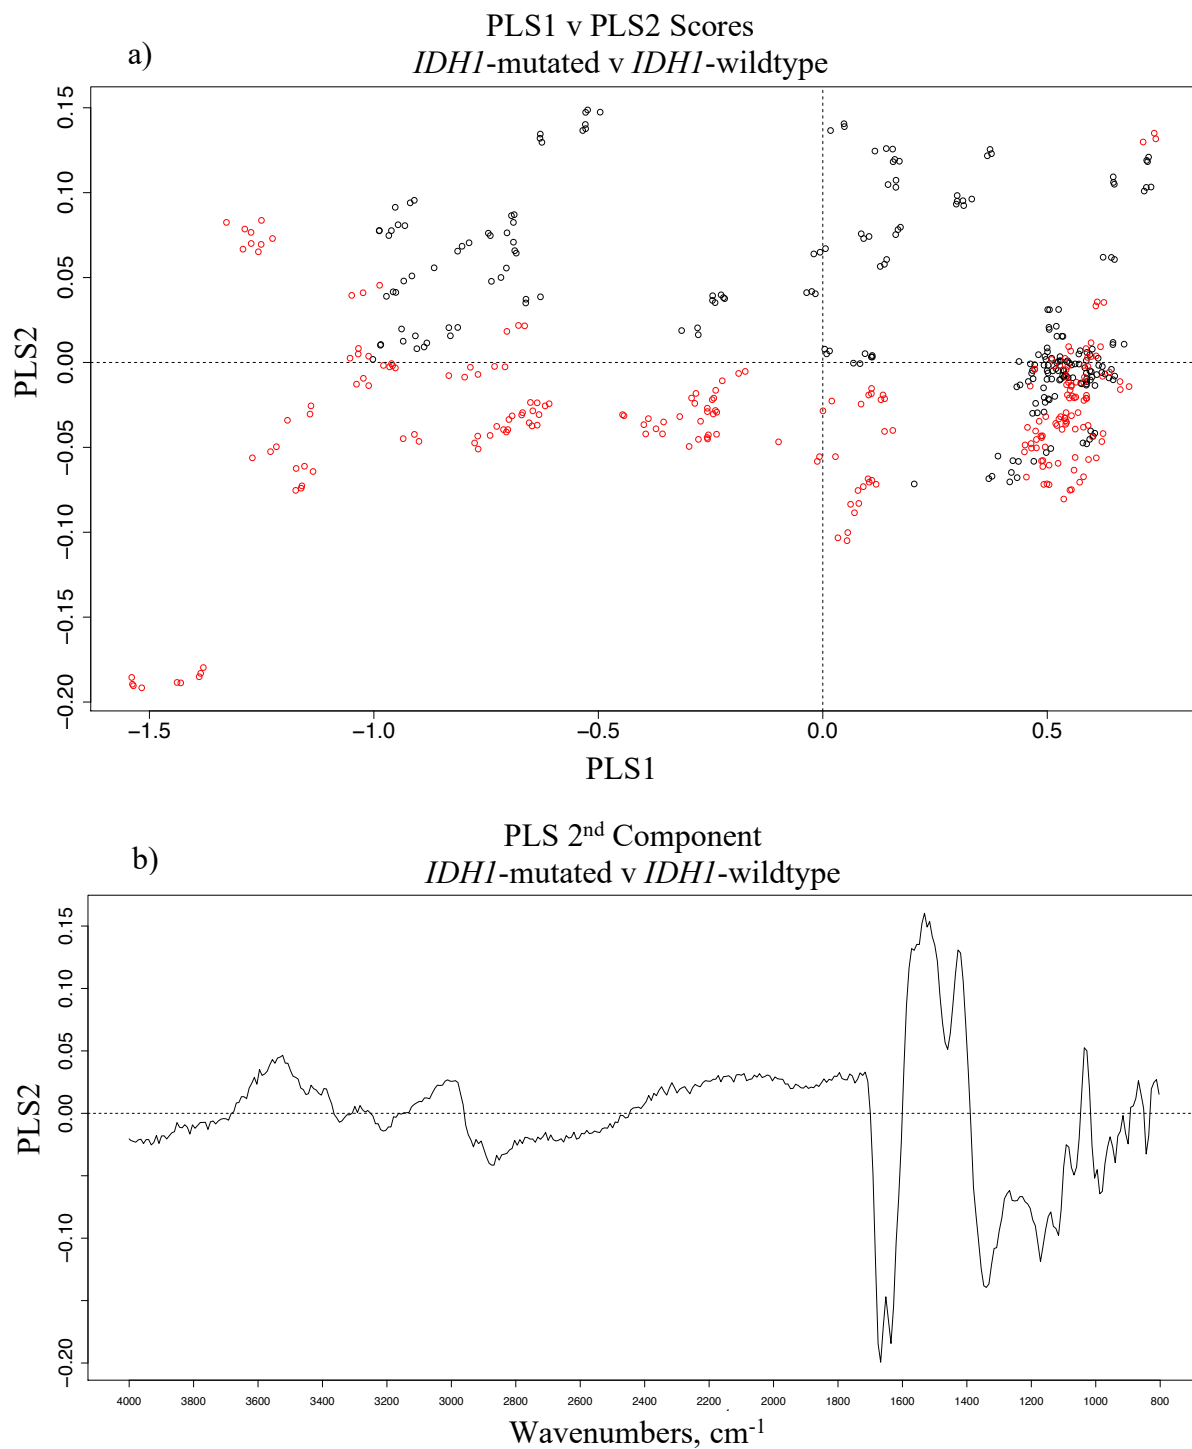 PLS1 v PLS2 Scores
a)
IDH1-mutated v IDH1-wildtype
PLS2
0.15
0.10
0.05
0.00
−0.05
−0.10
−0.15
−0.20
−1.5 −1.0 −0.5 0.0 0.5
PLS1
PLS 2nd Component
b)
IDH1-mutated v IDH1-wildtype
PLS2
0.15
0.10
0.05
0.00
−0.10
−0.20
4000 3800 3600 3400 3200 3000 2800 2600 2400 2200 2000 1800 1600 1400 1200 1000 800
Wavenumbers, cm-1